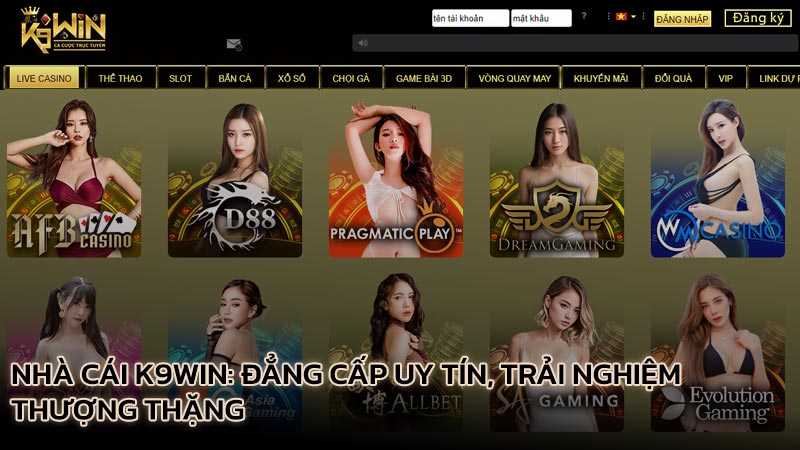 K9WIN
CÁ CƯỢC TRỰC TUYẾN
tên tài khoản
mật khẩu
?
ĐĂNG NHẬP
Đăng ký
LIVE CASINO
THỂ THAO
SLOT
BẮN CÁ
XỔ SỐ
CHỌI GÀ
GAME BÀI 3D
VÒNG QUAY MAY
KHUYẾN MÃI
ĐỔI QUÀ
VIP
LINK DỰ
AFB CASINO
D88
PRAGMATIC PLAY™
DREAMGAMING
WM CASINO
Asia Gaming
博 ALLBET
SA GAMING
Evolution Gaming
NHÀ CÁI K9WIN: ĐẲNG CẤP UY TÍN, TRẢI NGHIỆM
THƯỢNG THẶNG